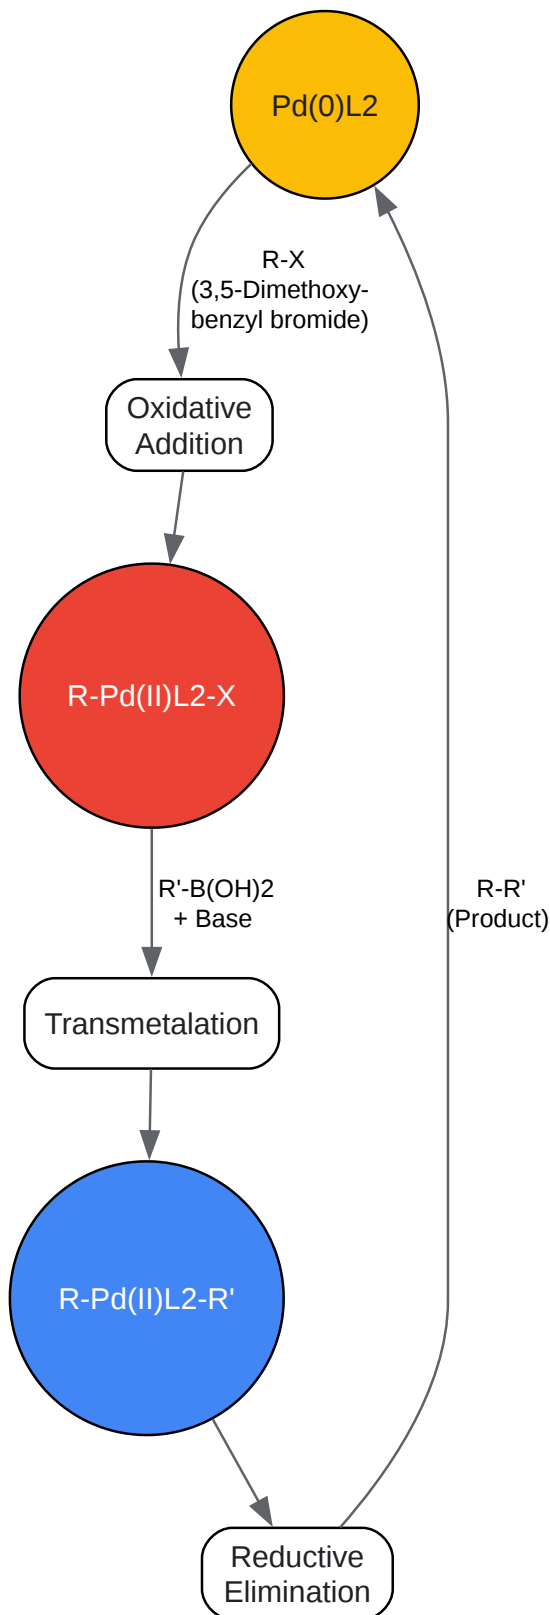 Pd(0)L2
R-X
(3,5-Dimethoxy-
benzyl bromide)
Oxidative
Addition
R-Pd(II)L2-X
R'-B(OH)2
+ Base
R-R'
(Product)
Transmetalation
R-Pd(II)L2-R'
Reductive
Elimination